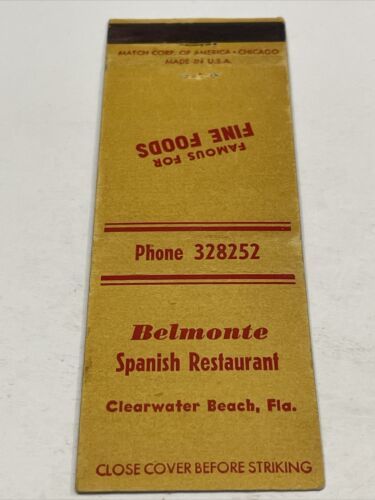 MATCH CORP. OF AMERICA • CHICAGO
MADE IN U.S.A.
FAMOUS FOR
FINE FOODS
Phone 328252
Belmonte
Spanish Restaurant
Clearwater Beach, Fla.
CLOSE COVER BEFORE STRIKING